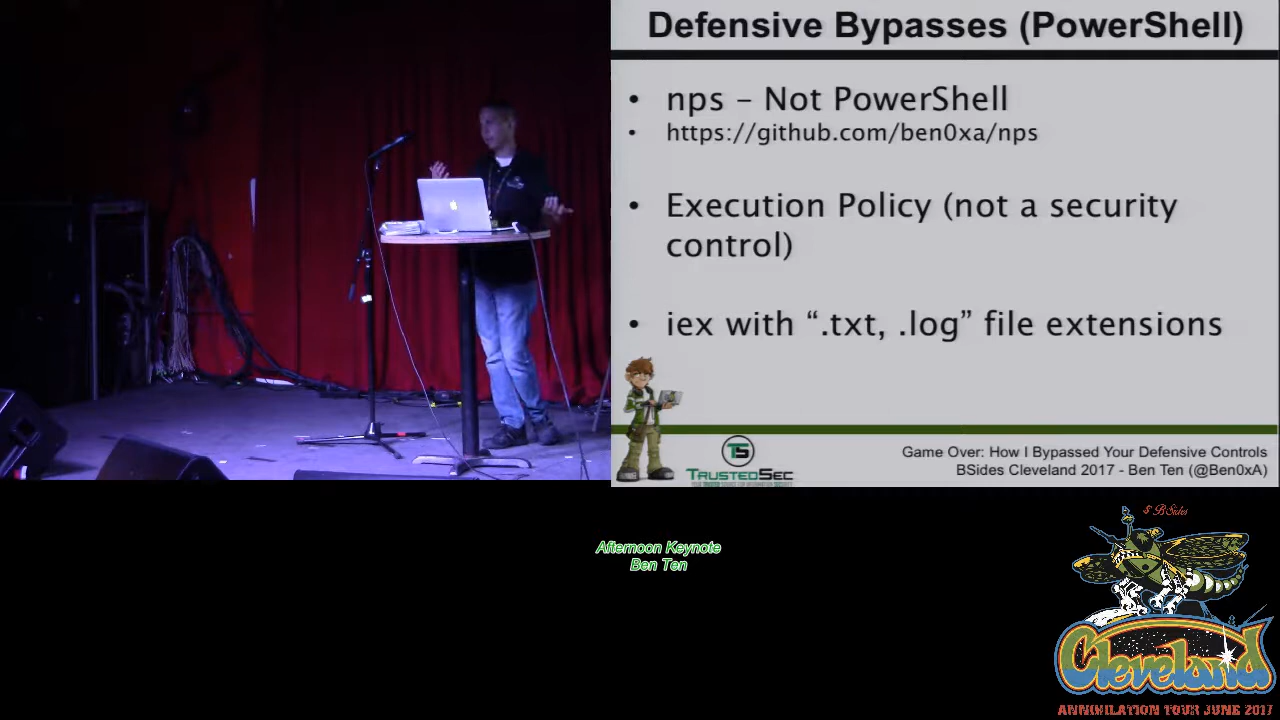 Defensive Bypasses (PowerShell)
• nps – Not PowerShell
• https://github.com/ben0xa/nps
• Execution Policy (not a security
control)
• iex with “.txt, .log” file extensions
TS
TRUSTEDSEC
Game Over: How I Bypassed Your Defensive Controls
BSides Cleveland 2017 - Ben Ten (@Ben0xA)
Afternoon Keynote
Ben Ten
BSides
Cleveland
ANNIHILATION TOUR JUNE 2017